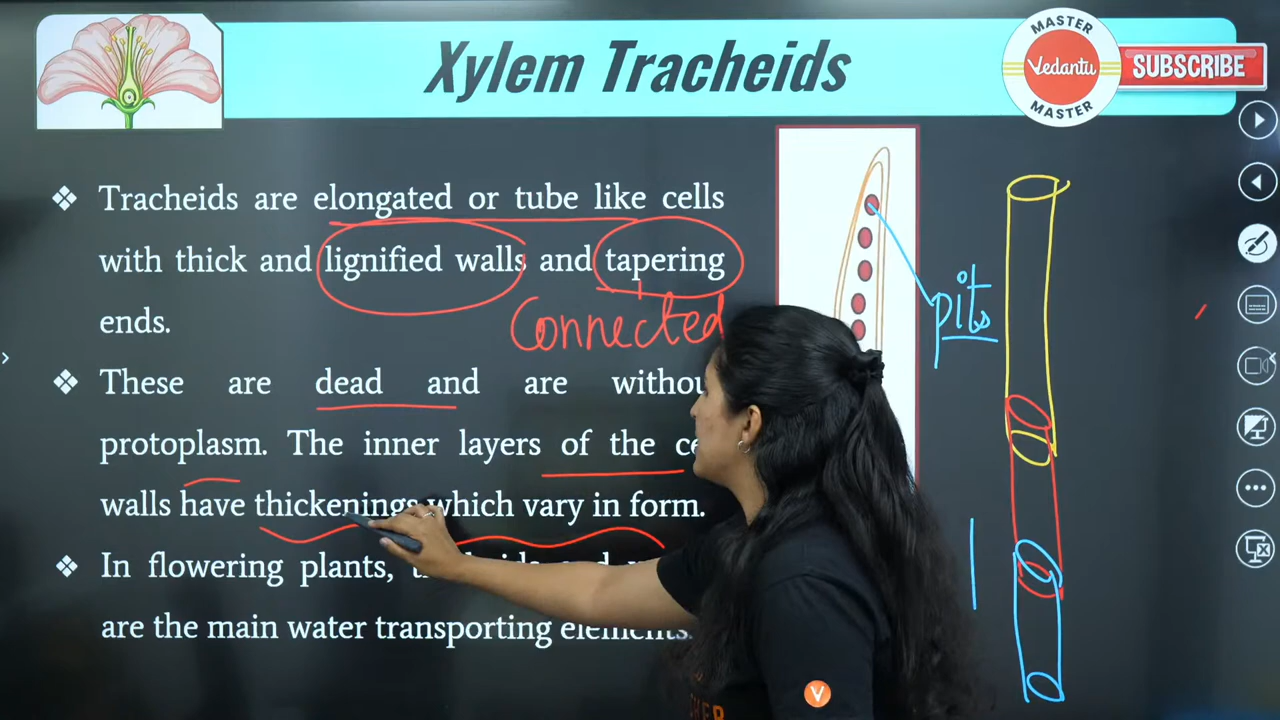 Xylem Tracheids
MASTER
Vedantu
MASTER
SUBSCRIBE
❖ Tracheids are elongated or tube like cells
with thick and lignified walls and tapering
ends.
Connected
pits
❖ These are dead and are
protoplasm. The inner layers of the
walls have thickenings which vary in form.
❖ In flowering plants,
are the main water transporting elements.
V